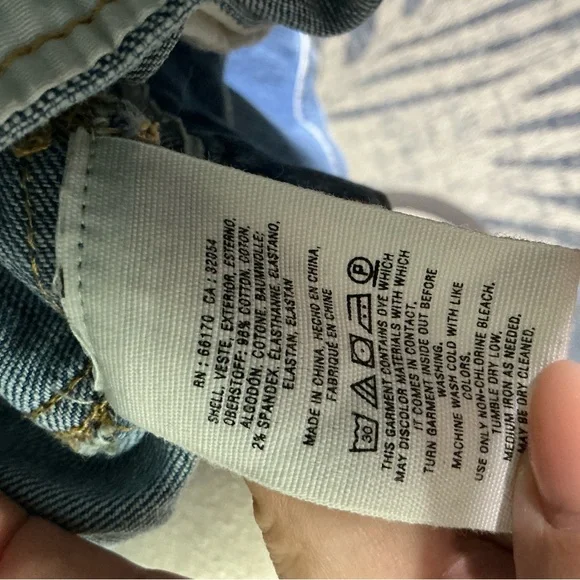 RN : 66170 CA : 32054
SHELL, VESTE, EXTERIOR, ESTERNO,
OBERSTOFF: 98% COTTON, COTON,
ALGODÓN, COTONE, BAUMWOLLE;
2% SPANDEX, ÉLASTHANNE, ELASTANO,
ELASTAN, ELASTAN
MADE IN CHINA, HECHO EN CHINA,
FABRIQUÉ EN CHINE
30 P
THIS GARMENT CONTAINS DYE WHICH
MAY DISCOLOR MATERIALS WITH WHICH
IT COMES IN CONTACT.
TURN GARMENT INSIDE OUT BEFORE
WASHING.
MACHINE WASH COLD WITH LIKE
COLORS.
USE ONLY NON-CHLORINE BLEACH.
TUMBLE DRY LOW.
MEDIUM IRON AS NEEDED.
MAY BE DRY CLEANED.